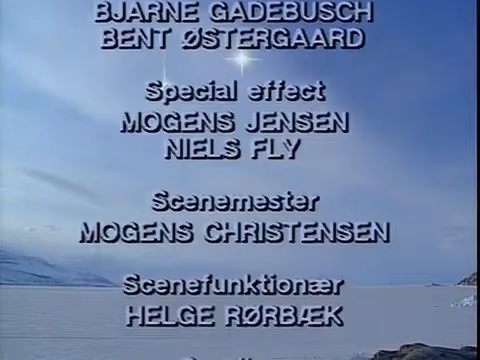 BJARNE GADEBUSCH
BENT ØSTERGAARD
Special effect
MOGENS JENSEN
NIELS FLY
Scenemester
MOGENS CHRISTENSEN
Scenefunktionær
HELGE RØRBÆK